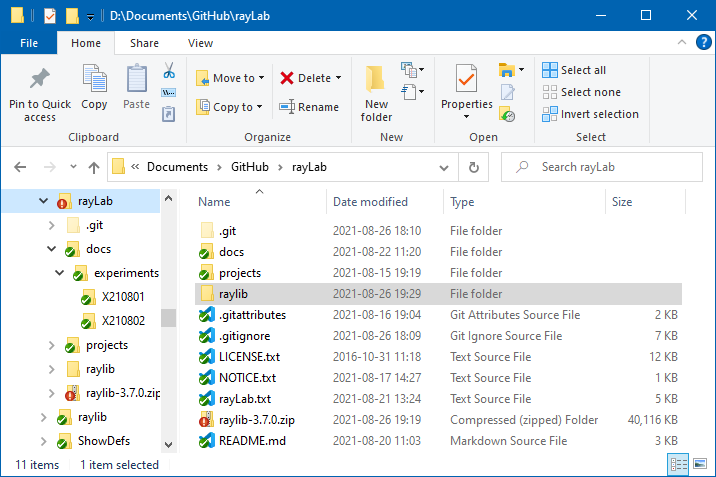 D:\Documents\GitHub\rayLab
File Home Share View
Pin to Quick access
Copy
Paste
Clipboard
Move to
Copy to
Delete
Rename
Organize
New folder
New
Properties
Open
Select all
Select none
Invert selection
Select
« Documents > GitHub > rayLab
Search rayLab
rayLab
.git
docs
experiments
X210801
X210802
projects
raylib
raylib-3.7.0.zip
raylib
ShowDefs
Name Date modified Type Size
.git 2021-08-26 18:10 File folder
docs 2021-08-22 11:20 File folder
projects 2021-08-15 19:19 File folder
raylib 2021-08-26 19:29 File folder
.gitattributes 2021-08-16 19:04 Git Attributes Source File 2 KB
.gitignore 2021-08-26 18:09 Git Ignore Source File 7 KB
LICENSE.txt 2016-10-31 11:18 Text Source File 12 KB
NOTICE.txt 2021-08-17 14:27 Text Source File 1 KB
rayLab.txt 2021-08-21 13:24 Text Source File 5 KB
raylib-3.7.0.zip 2021-08-26 19:19 Compressed (zipped) Folder 40,116 KB
README.md 2021-08-20 11:03 Markdown Source File 3 KB
11 items 1 item selected